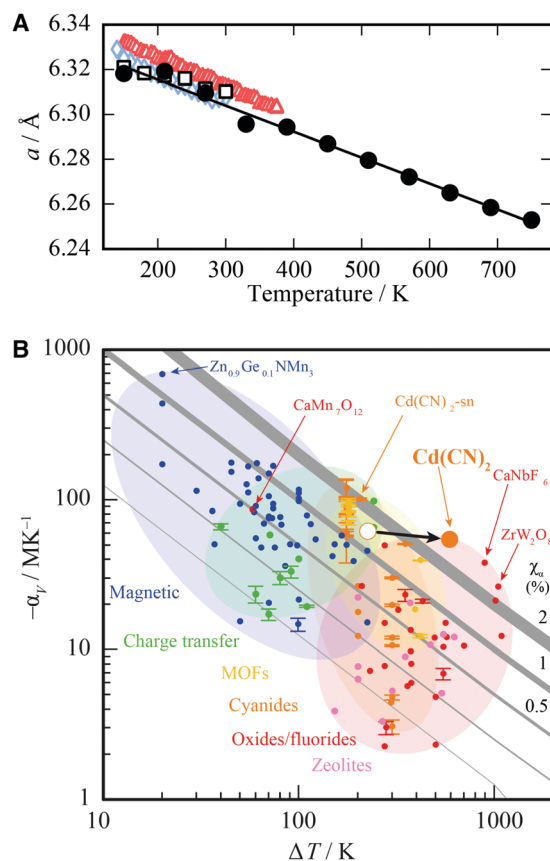 A
6.34
6.32
6.30
6.28
6.26
6.24
a / Å
200 300 400 500 600 700
Temperature / K
B
1000
100
10
1
−αV / MK−1
Zn0.9Ge0.1NMn3
CaMn7O12
Cd(CN)2-sn
Cd(CN)2
CaNbF6
ZrW2O8
χα
(%)
2
1
0.5
Magnetic
Charge transfer
MOFs
Cyanides
Oxides/fluorides
Zeolites
10 100 1000
ΔT / K